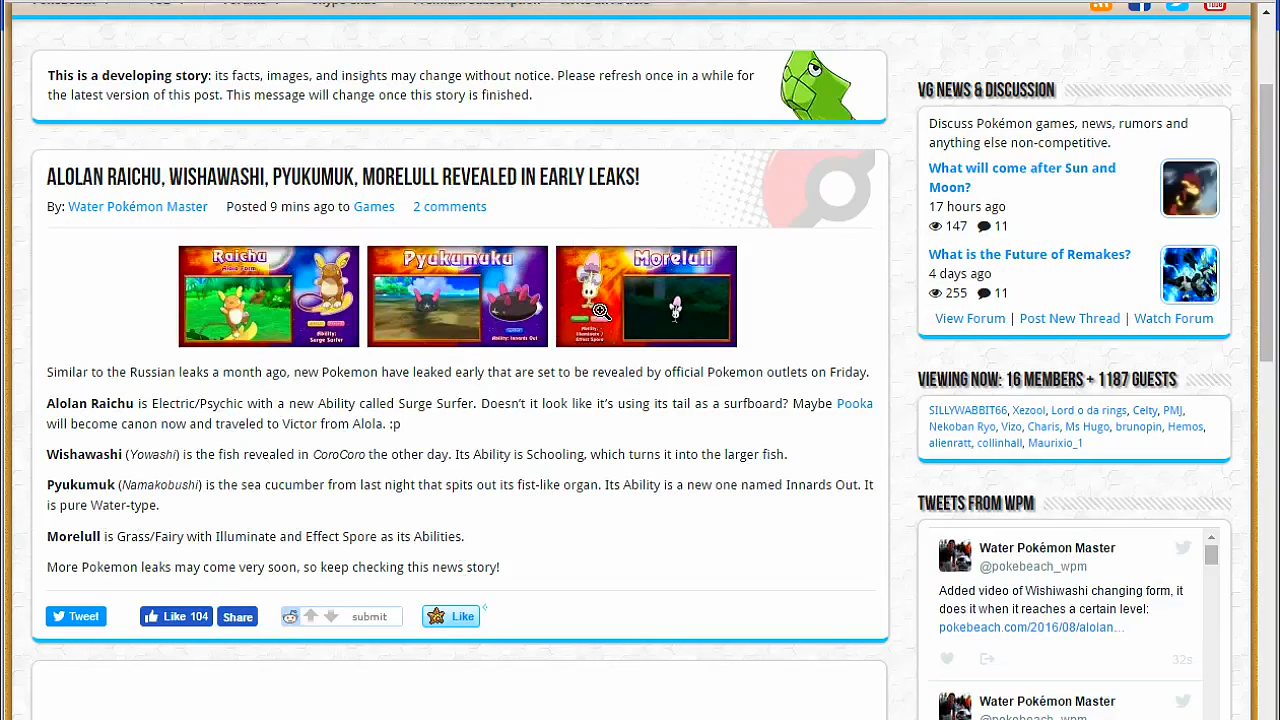 This is a developing story: its facts, images, and insights may change without notice. Please refresh once in a while for
the latest version of this post. This message will change once this story is finished.
ALOLAN RAICHU, WISHAWASHI, PYUKUMUK, MORELULL REVEALED IN EARLY LEAKS!
By: Water Pokémon Master Posted 9 mins ago to Games 2 comments
Raichu
Alola Form
Ability:
Surge Surfer
Pyukumuku
Ability: Innards Out
Morelull
Ability:
Illuminate /
Effect Spore
Similar to the Russian leaks a month ago, new Pokemon have leaked early that are set to be revealed by official Pokemon outlets on Friday.
Alolan Raichu is Electric/Psychic with a new Ability called Surge Surfer. Doesn't it look like it's using its tail as a surfboard? Maybe Pooka
will become canon now and traveled to Victor from Alola. :p
Wishawashi (Yowashi) is the fish revealed in CoroCoro the other day. Its Ability is Schooling, which turns it into the larger fish.
Pyukumuk (Namakobushi) is the sea cucumber from last night that spits out its fist-like organ. Its Ability is a new one named Innards Out. It
is pure Water-type.
Morelull is Grass/Fairy with Illuminate and Effect Spore as its Abilities.
More Pokemon leaks may come very soon, so keep checking this news story!
Tweet Like 104 Share submit Like
VG NEWS & DISCUSSION
Discuss Pokémon games, news, rumors and
anything else non-competitive.
What will come after Sun and
Moon?
17 hours ago
147 11
What is the Future of Remakes?
4 days ago
255 11
View Forum | Post New Thread | Watch Forum
VIEWING NOW: 16 MEMBERS + 1187 GUESTS
SILLYWABBIT66, Xezool, Lord o da rings, Celty, PMJ,
Nekoban Ryo, Vizo, Charis, Ms Hugo, brunopin, Hemos,
alienratt, collinhall, Maurixio_1
TWEETS FROM WPM
Water Pokémon Master
@pokebeach_wpm
Added video of Wishiwashi changing form, it
does it when it reaches a certain level:
pokebeach.com/2016/08/alolan…
32s
Water Pokémon Master
@pokebeach_wpm